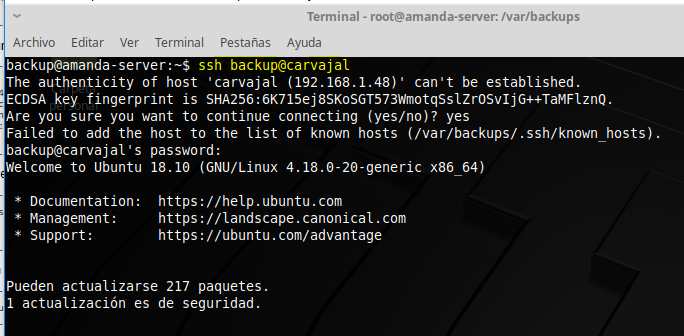 Terminal - root@amanda-server: /var/backups
Archivo Editar Ver Terminal Pestañas Ayuda
backup@amanda-server:~$ ssh backup@carvajal
The authenticity of host 'carvajal (192.168.1.48)' can't be established.
ECDSA key fingerprint is SHA256:6K715ej8SKoSGT573WmotqSslZrOSvIjG++TaMFlznQ.
Are you sure you want to continue connecting (yes/no)? yes
Failed to add the host to the list of known hosts (/var/backups/.ssh/known_hosts).
backup@carvajal's password:
Welcome to Ubuntu 18.10 (GNU/Linux 4.18.0-20-generic x86_64)
* Documentation: https://help.ubuntu.com
* Management: https://landscape.canonical.com
* Support: https://ubuntu.com/advantage
Pueden actualizarse 217 paquetes.
1 actualización es de seguridad.